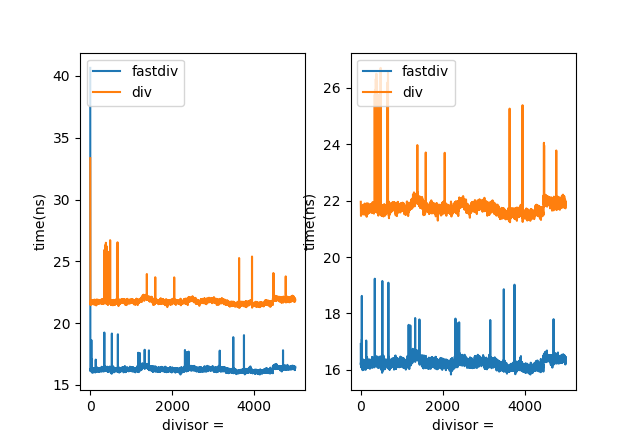 fastdiv
div
40
35
30
25
20
15
time(ns)
0
2000
4000
divisor =
fastdiv
div
26
24
22
20
18
16
time(ns)
0
2000
4000
divisor =